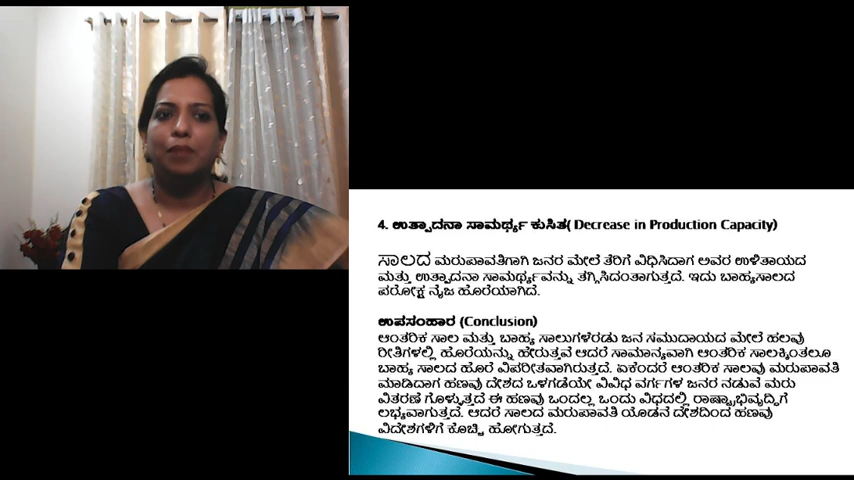 4. ಉತ್ಪಾದನಾ ಸಾಮರ್ಥ್ಯ ಕುಸಿತ( Decrease in Production Capacity)
ಸಾಲದ ಮರುಪಾವತಿಗಾಗಿ ಜನರ ಮೇಲೆ ತೆರಿಗೆ ವಿಧಿಸಿದಾಗ ಅವರ ಉಳಿತಾಯದ
ಮತ್ತು ಉತ್ಪಾದನಾ ಸಾಮರ್ಥ್ಯವನ್ನು ತಗ್ಗಿಸಿದಂತಾಗುತ್ತದೆ. ಇದು ಬಾಹ್ಯಸಾಲದ
ಪರೋಕ್ಷ ನೈಜ ಹೊರೆಯಾಗಿದೆ.
ಉಪಸಂಹಾರ (Conclusion)
ಆಂತರಿಕ ಸಾಲ ಮತ್ತು ಬಾಹ್ಯ ಸಾಲುಗಳೆರಡು ಜನ ಸಮುದಾಯದ ಮೇಲೆ ಹಲವು
ರೀತಿಗಳಲ್ಲಿ ಹೊರೆಯನ್ನು ಹೇರುತ್ತವೆ ಆದರೆ ಸಾಮಾನ್ಯವಾಗಿ ಆಂತರಿಕ ಸಾಲಕ್ಕಿಂತಲೂ
ಬಾಹ್ಯ ಸಾಲದ ಹೊರೆ ವಿಪರೀತವಾಗಿರುತ್ತದೆ. ಏಕೆಂದರೆ ಆಂತರಿಕ ಸಾಲವು ಮರುಪಾವತಿ
ಮಾಡಿದಾಗ ಹಣವು ದೇಶದ ಒಳಗಡೆಯೇ ವಿವಿಧ ವರ್ಗಗಳ ಜನರ ನಡುವೆ ಮರು
ವಿತರಣೆ ಗೊಳ್ಳುತ್ತದೆ ಈ ಹಣವು ಒಂದಲ್ಲ ಒಂದು ವಿಧದಲ್ಲಿ ರಾಷ್ಟ್ರಾಭಿವೃದ್ಧಿಗೆ
ಲಭ್ಯವಾಗುತ್ತದೆ. ಆದರೆ ಸಾಲದ ಮರುಪಾವತಿ ಯೊಡನೆ ದೇಶದಿಂದ ಹಣವು
ವಿದೇಶಗಳಿಗೆ ಕೊಚ್ಚಿ ಹೋಗುತ್ತದೆ.